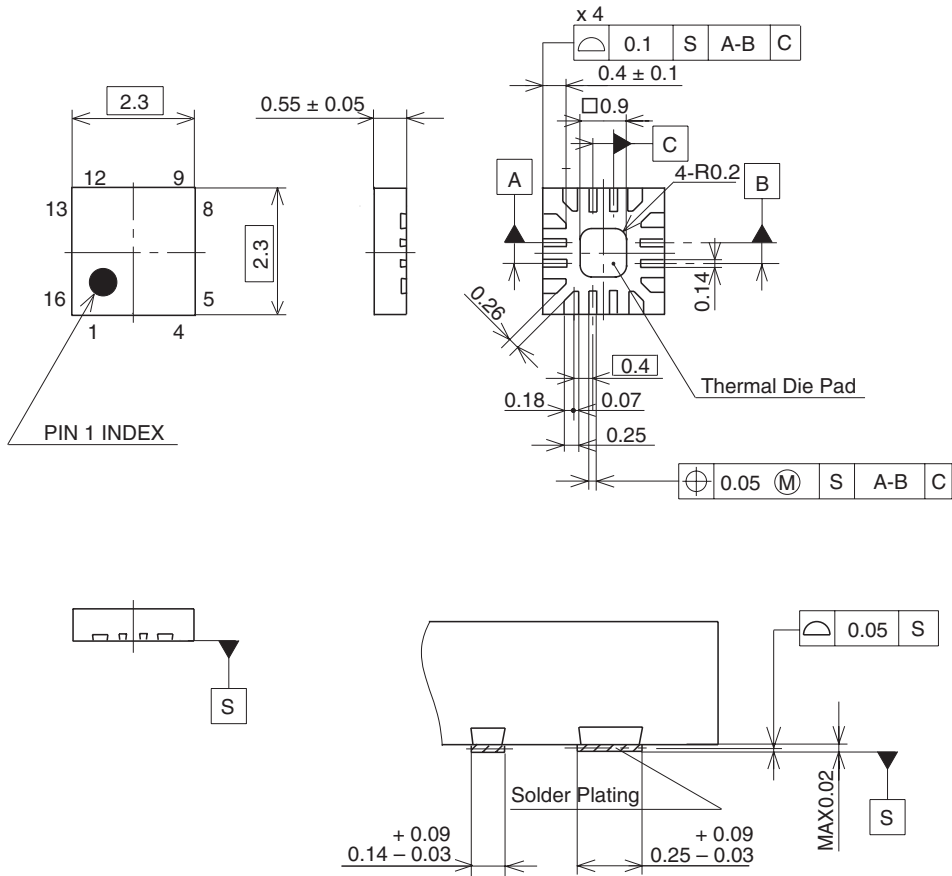 x 4
⌓ 0.1 S A-B C
0.4 ± 0.1
2.3
0.55 ± 0.05
□0.9
C
4-R0.2
A
B
12 9
13 8
2.3
16 5
1 4
0.14
0.26
0.4
Thermal Die Pad
0.18 0.07
PIN 1 INDEX
0.25
⌖ 0.05 Ⓜ S A-B C
⌓ 0.05 S
S
Solder Plating
MAX0.02
S
+ 0.09
0.14 – 0.03
+ 0.09
0.25 – 0.03